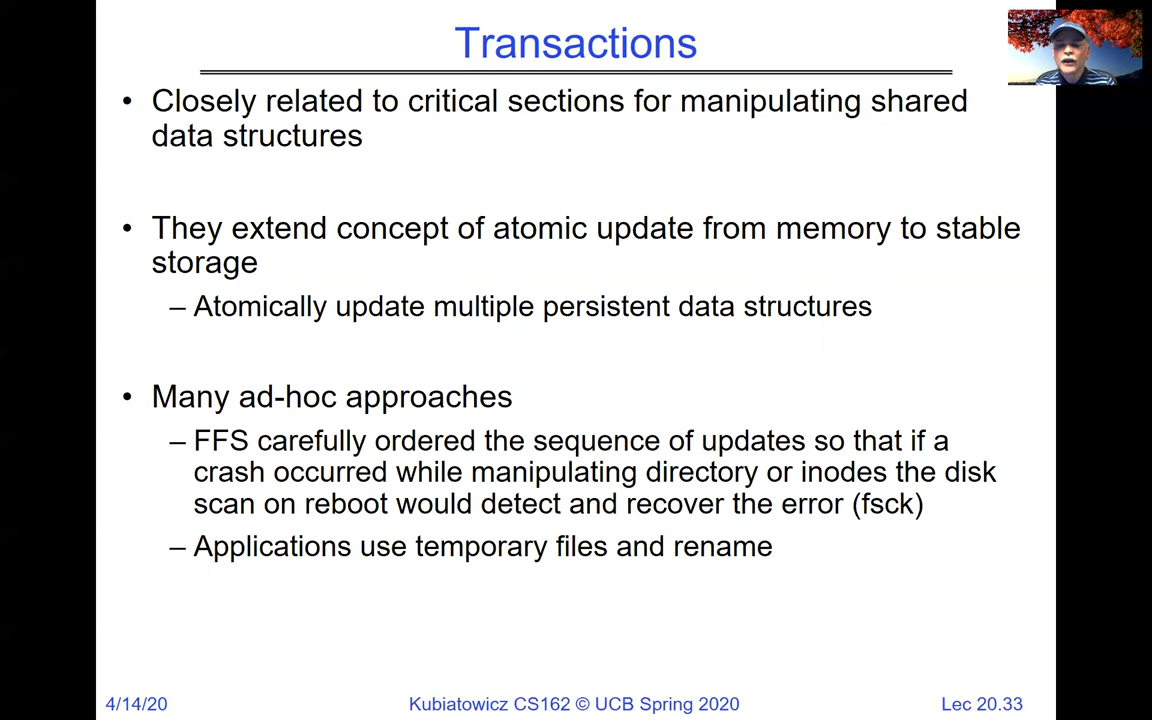 Transactions
• Closely related to critical sections for manipulating shared
data structures
• They extend concept of atomic update from memory to stable
storage
– Atomically update multiple persistent data structures
• Many ad-hoc approaches
– FFS carefully ordered the sequence of updates so that if a
crash occurred while manipulating directory or inodes the disk
scan on reboot would detect and recover the error (fsck)
– Applications use temporary files and rename
4/14/20
Kubiatowicz CS162 © UCB Spring 2020
Lec 20.33